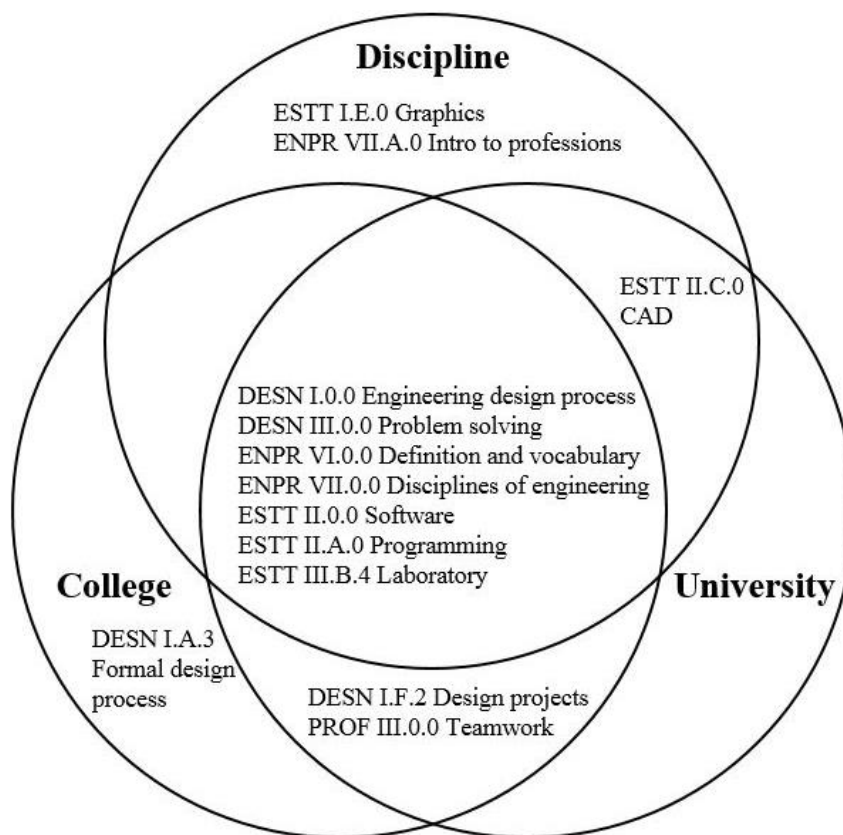 Discipline
ESTT I.E.0 Graphics
ENPR VII.A.0 Intro to professions
ESTT II.C.0
CAD
DESN I.0.0 Engineering design process
DESN III.0.0 Problem solving
ENPR VI.0.0 Definition and vocabulary
ENPR VII.0.0 Disciplines of engineering
ESTT II.0.0 Software
ESTT II.A.0 Programming
ESTT III.B.4 Laboratory
College
University
DESN I.A.3
Formal design
process
DESN I.F.2 Design projects
PROF III.0.0 Teamwork